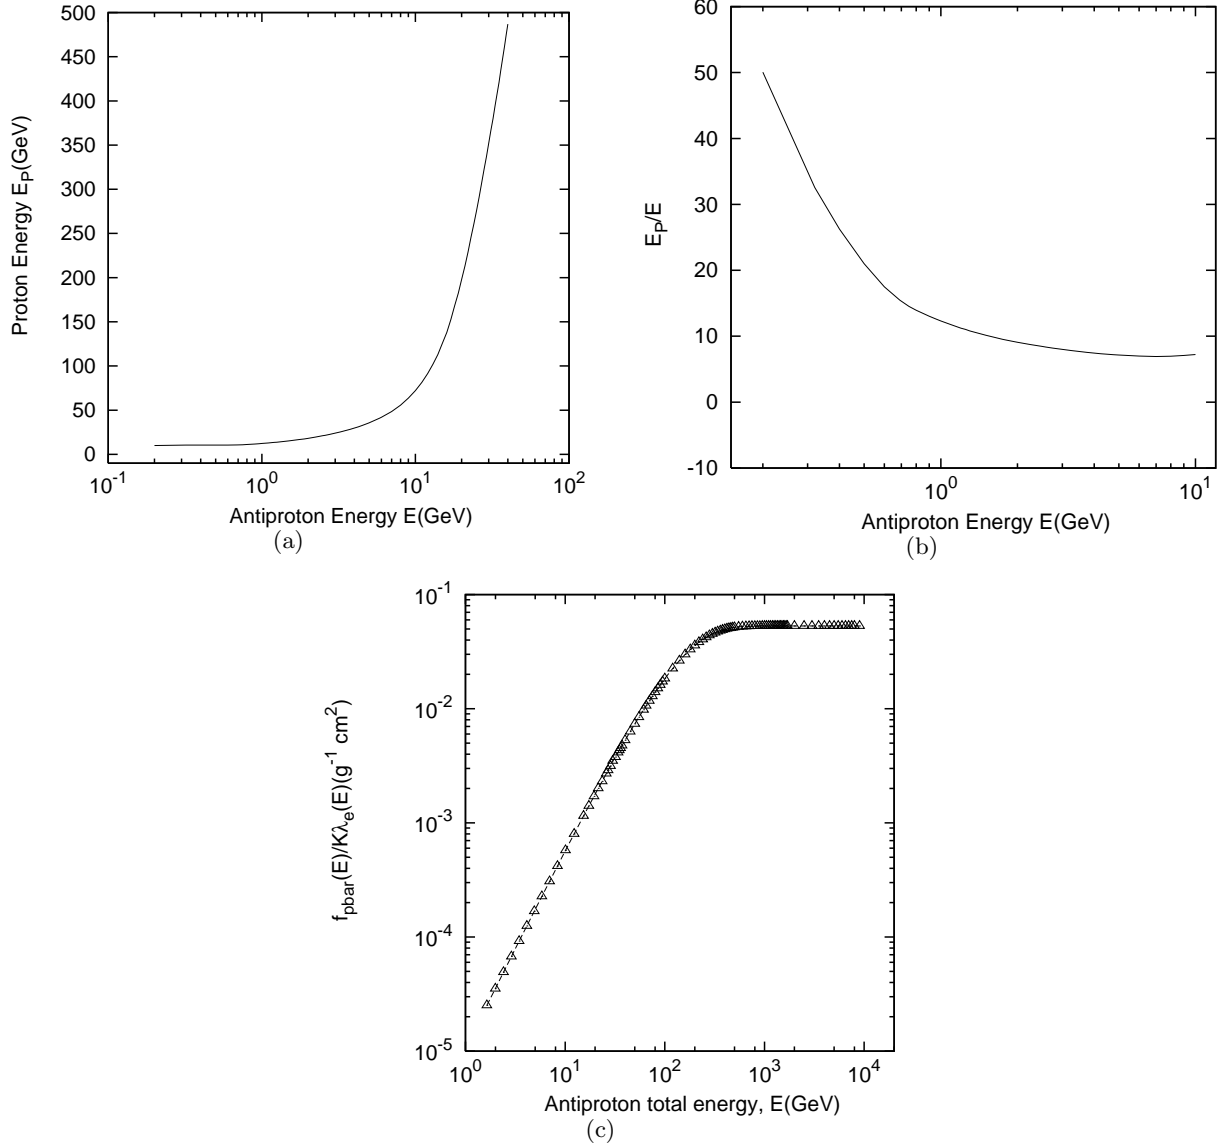 500
450
400
350
300
250
200
150
100
50
0
Proton Energy E_P(GeV)
10^-1 10^0 10^1 10^2
Antiproton Energy E(GeV)
(a)
60
50
40
30
20
10
0
-10
E_P/E
10^0 10^1
Antiproton Energy E(GeV)
(b)
10^-1
10^-2
10^-3
10^-4
10^-5
f_pbar(E)/Kλ_e(E)(g^-1 cm^2)
10^0 10^1 10^2 10^3 10^4
Antiproton total energy, E(GeV)
(c)